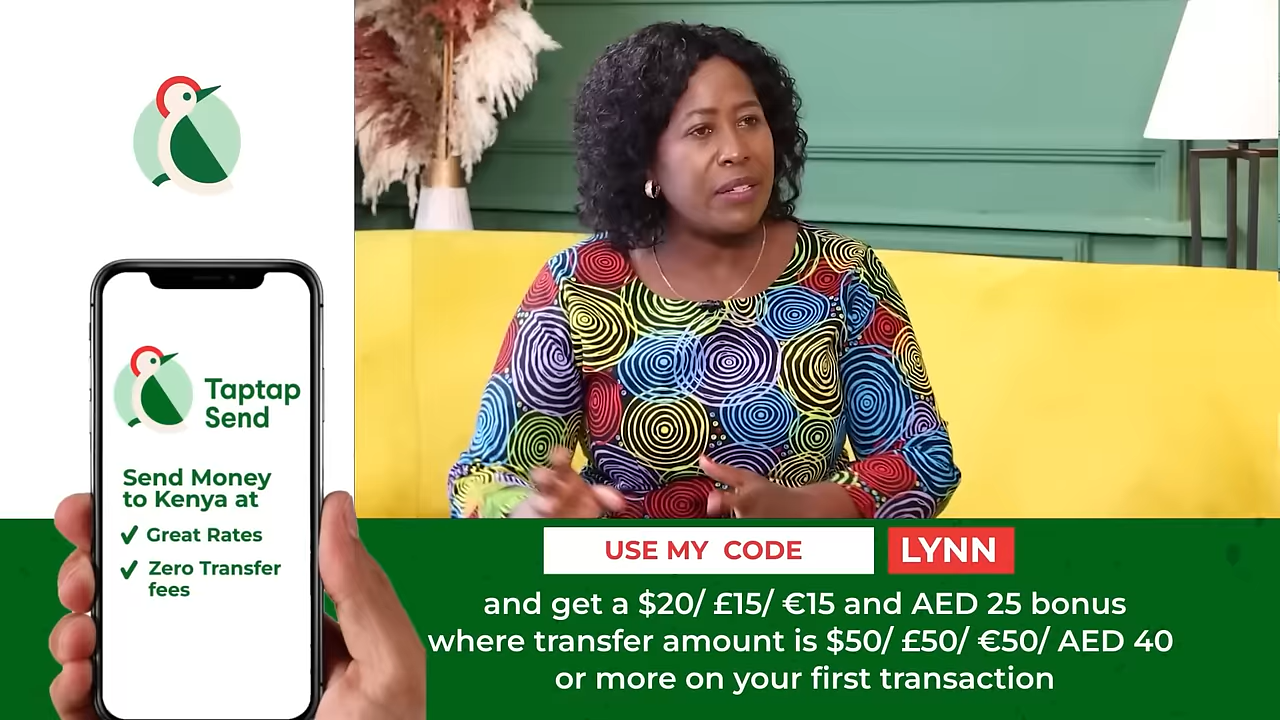 Taptap
Send
Send Money
to Kenya at
Great Rates
Zero Transfer
fees
USE MY CODE LYNN
and get a $20/ £15/ €15 and AED 25 bonus
where transfer amount is $50/ £50/ €50/ AED 40
or more on your first transaction